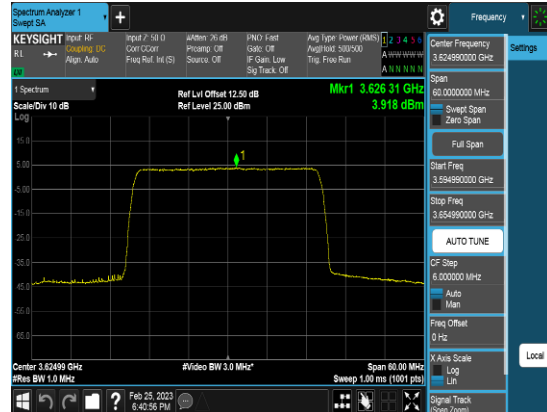 Spectrum Analyzer 1
Swept SA
+
Frequency
KEYSIGHT
RL
Input: RF
Coupling: DC
Align: Auto
Input Z: 50 Ω
Corr CCorr
Freq Ref: Int (S)
#Atten: 26 dB
Preamp: Off
Source: Off
PNO: Fast
Gate: Off
IF Gain: Low
Sig Track: Off
Avg Type: Power (RMS)
Avg|Hold: 500/500
Trig: Free Run
1 2 3 4 5 6
A W W W W W
A N N N N N
1 Spectrum
Scale/Div 10 dB
Log
Ref Lvl Offset 12.50 dB
Ref Level 25.00 dBm
Mkr1 3.626 31 GHz
3.918 dBm
15.0
5.00
-5.00
-15.0
-25.0
-35.0
-45.0
-55.0
-65.0
1
Center 3.62499 GHz
#Res BW 1.0 MHz
#Video BW 3.0 MHz*
Span 60.00 MHz
Sweep 1.00 ms (1001 pts)
Feb 25, 2023
6:40:56 PM
?
Center Frequency
3.624990000 GHz
Span
60.0000000 MHz
Swept Span
Zero Span
Full Span
Start Freq
3.594990000 GHz
Stop Freq
3.654990000 GHz
AUTO TUNE
CF Step
6.000000 MHz
Auto
Man
Freq Offset
0 Hz
X Axis Scale
Log
Lin
Signal Track
(Span Zoom)
Settings
Local